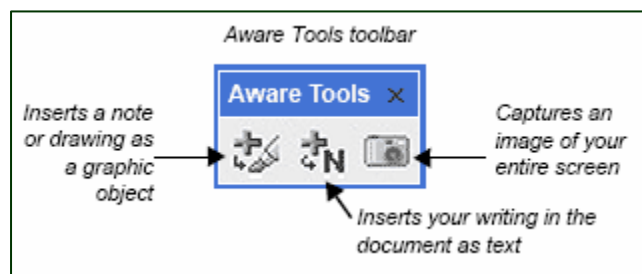 Aware Tools toolbar
Aware Tools ×
Inserts a note
or drawing as
a graphic
object
N
Captures an
image of your
entire screen
Inserts your writing in the
document as text